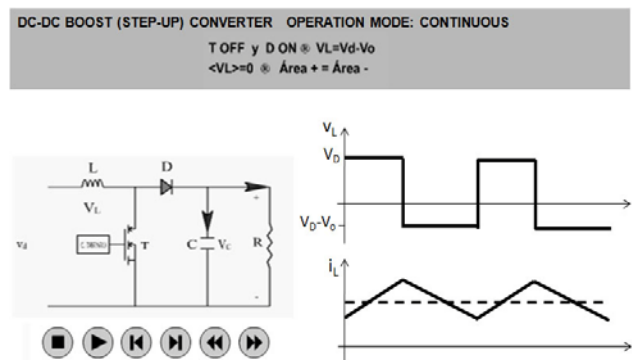 DC-DC BOOST (STEP-UP) CONVERTER OPERATION MODE: CONTINUOUS
T OFF y D ON ® VL=Vd-Vo
<VL>=0 ® Área + = Área -
L D
VL
Vd
T
C
Vc
R
+
-
VL
VD
VD-Vo
iL